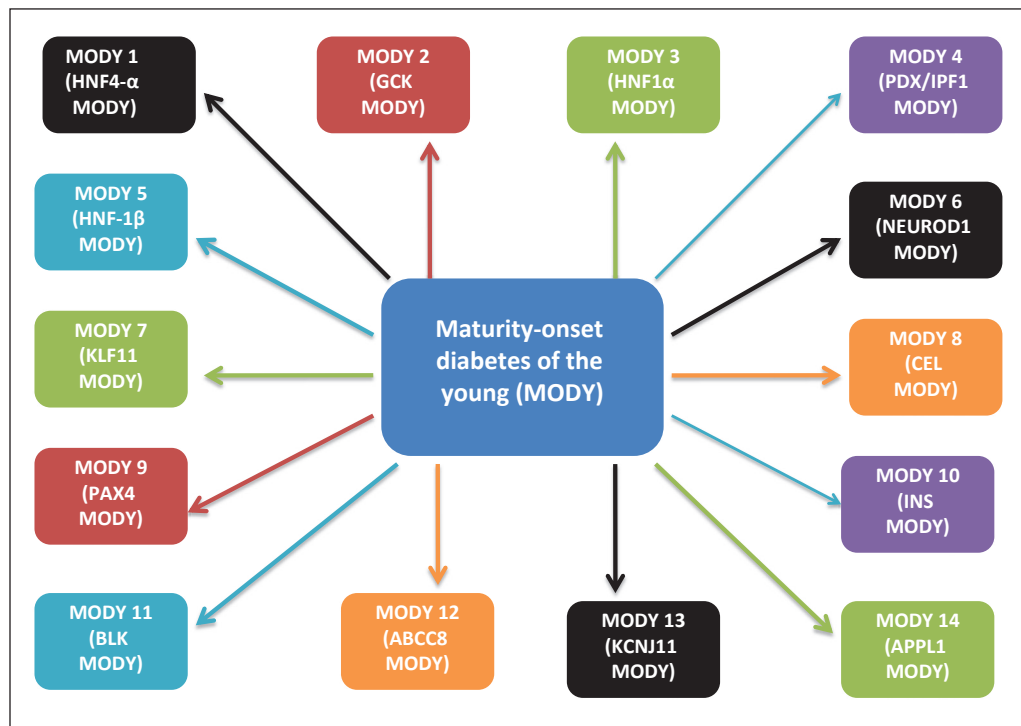 MODY 1
(HNF4-α
MODY)
MODY 2
(GCK
MODY)
MODY 3
(HNF1α
MODY)
MODY 4
(PDX/IPF1
MODY)
MODY 5
(HNF-1β
MODY)
MODY 6
(NEUROD1
MODY)
Maturity-onset
diabetes of the
young (MODY)
MODY 7
(KLF11
MODY)
MODY 8
(CEL
MODY)
MODY 9
(PAX4
MODY)
MODY 10
(INS
MODY)
MODY 11
(BLK
MODY)
MODY 12
(ABCC8
MODY)
MODY 13
(KCNJ11
MODY)
MODY 14
(APPL1
MODY)